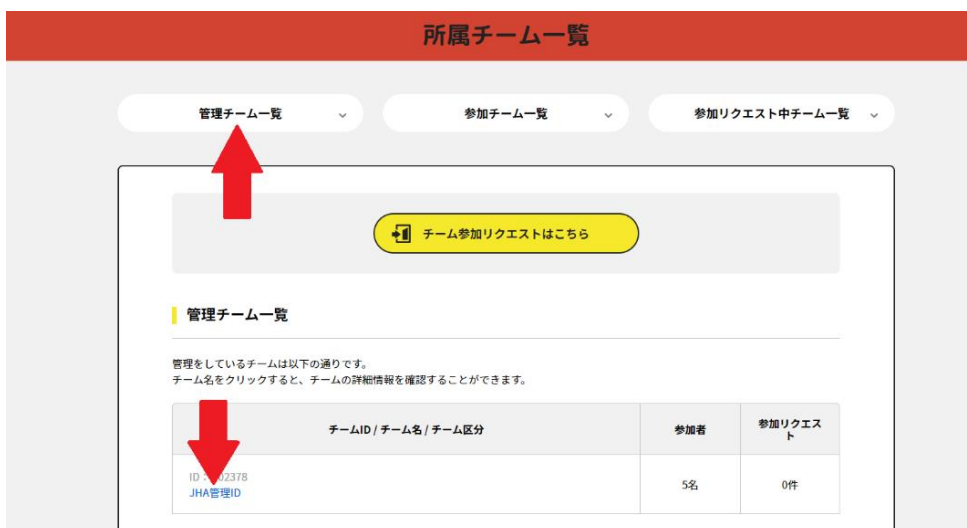 所属チーム一覧
管理チーム一覧 参加チーム一覧 参加リクエスト中チーム一覧
チーム参加リクエストはこちら
管理チーム一覧
管理をしているチームは以下の通りです。
チーム名をクリックすると、チームの詳細情報を確認することができます。
チームID / チーム名 / チーム区分 参加者 参加リクエス
ト
ID : 02378
JHA管理ID 5名 0件